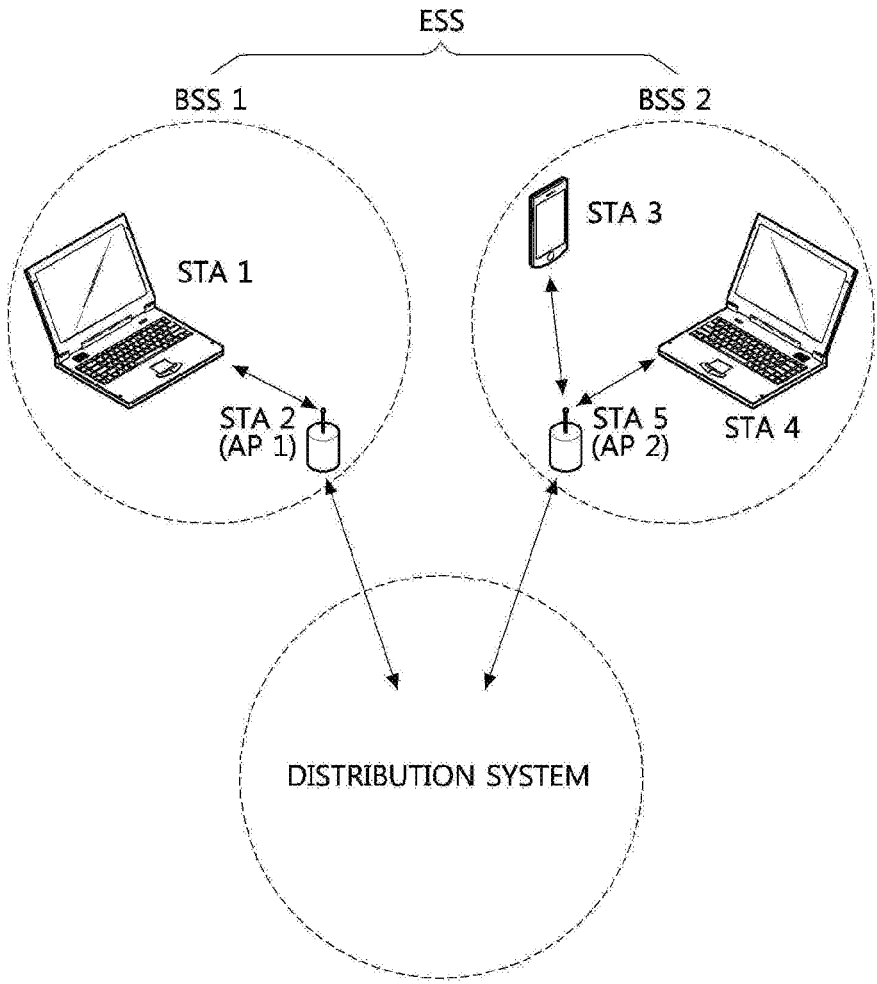 ESS
BSS 1
BSS 2
STA 3
STA 1
STA 2
(AP 1)
STA 5
(AP 2)
STA 4
DISTRIBUTION SYSTEM